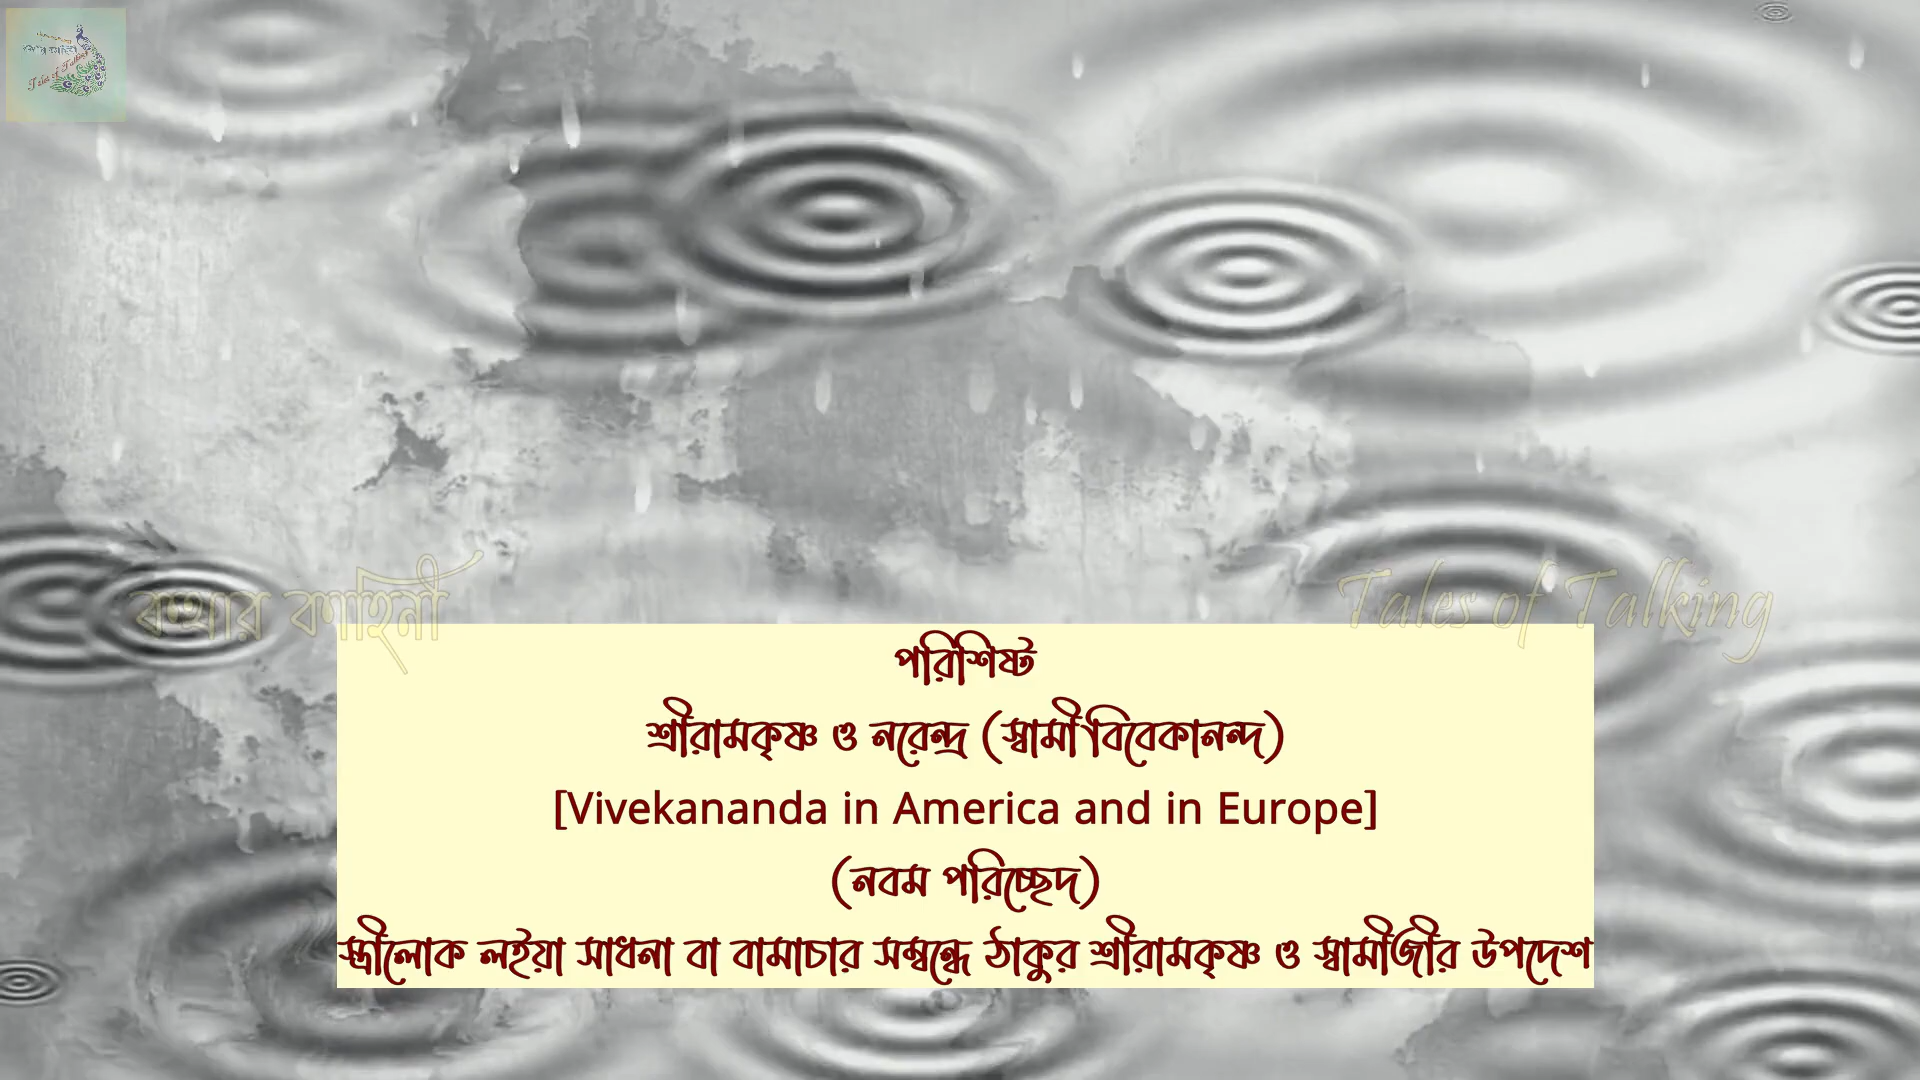 কথার কাহিনী
Tales of Talking
পরিশিষ্ট
শ্রীরামকৃষ্ণ ও নরেন্দ্র (স্বামী বিবেকানন্দ)
[Vivekananda in America and in Europe]
(নবম পরিচ্ছেদ)
স্ত্রীলোক লইয়া সাধনা বা বামাচার সম্বন্ধে ঠাকুর শ্রীরামকৃষ্ণ ও স্বামীজীর উপদেশ